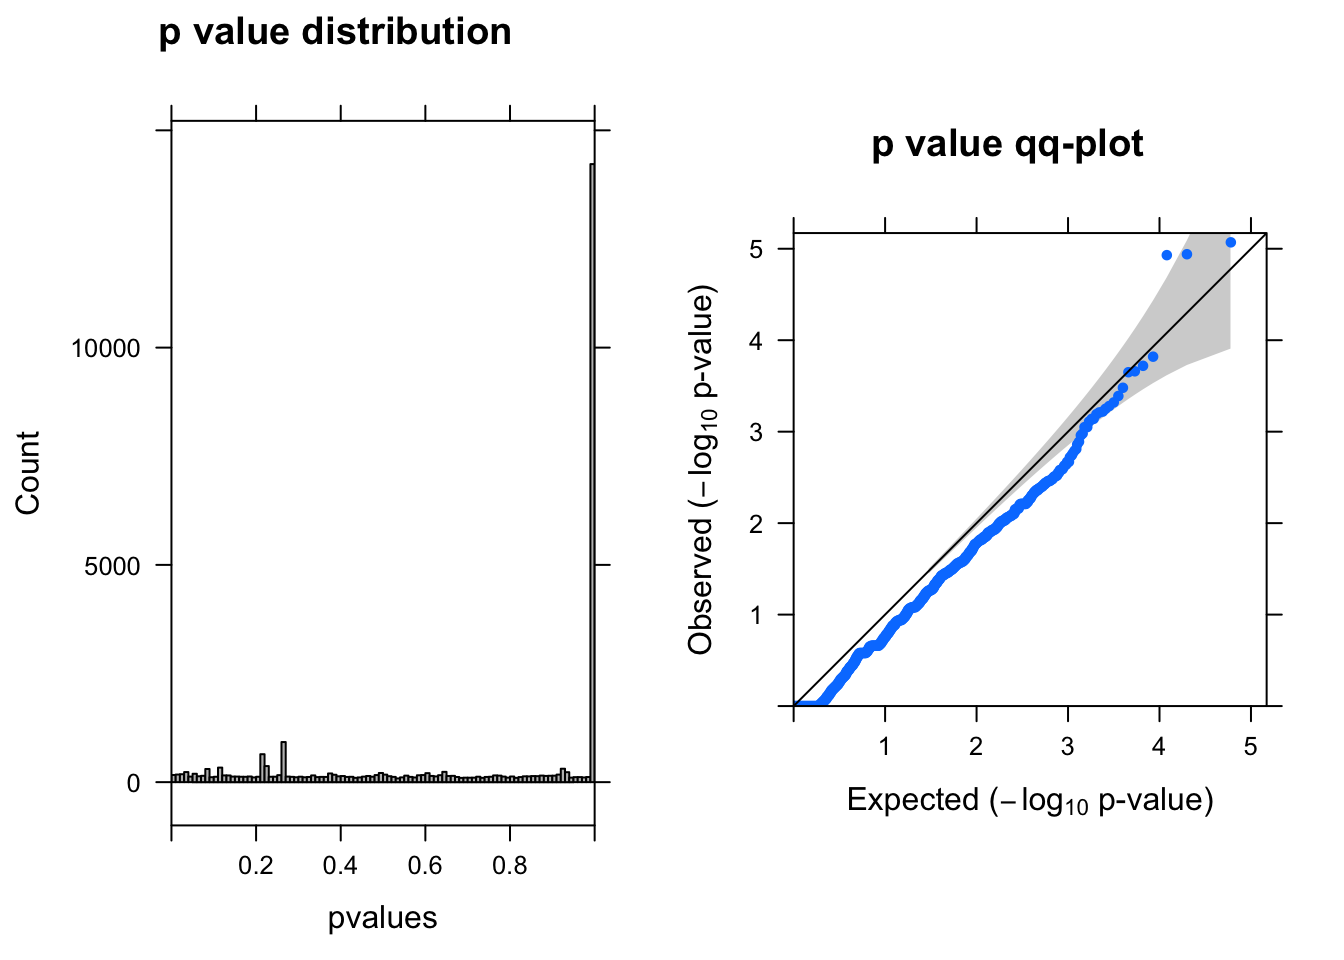 p value distribution
Count
10000
5000
0
0.2 0.4 0.6 0.8
pvalues
p value qq-plot
Observed (−log10 p-value)
5
4
3
2
1
1 2 3 4 5
Expected (−log10 p-value)